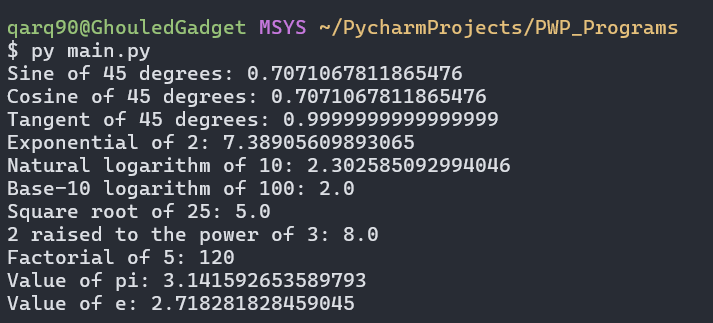 qarq90@GhouledGadget MSYS ~/PycharmProjects/PWP_Programs
$ py main.py
Sine of 45 degrees: 0.7071067811865476
Cosine of 45 degrees: 0.7071067811865476
Tangent of 45 degrees: 0.9999999999999999
Exponential of 2: 7.38905609893065
Natural logarithm of 10: 2.302585092994046
Base-10 logarithm of 100: 2.0
Square root of 25: 5.0
2 raised to the power of 3: 8.0
Factorial of 5: 120
Value of pi: 3.141592653589793
Value of e: 2.718281828459045